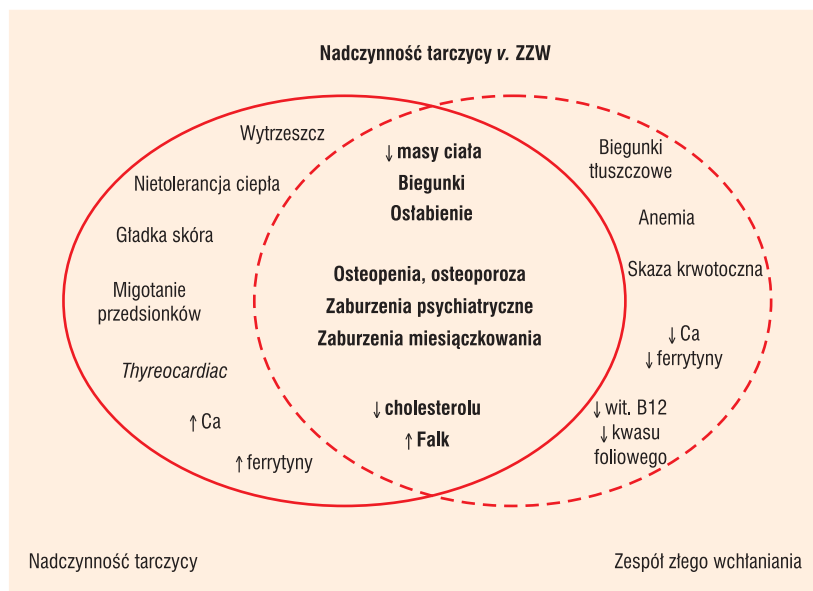 Nadczynność tarczycy v. ZZW
Wytrzeszcz
Nietolerancja ciepła
Gładka skóra
Migotanie
przedsionków
Thyreocardiac
↑ Ca
↑ ferrytyny
↓ masy ciała
Biegunki
Osłabienie
Osteopenia, osteoporoza
Zaburzenia psychiatryczne
Zaburzenia miesiączkowania
↓ cholesterolu
↑ Falk
Biegunki
tłuszczowe
Anemia
Skaza krwotoczna
↓ Ca
↓ ferrytyny
↓ wit. B12
↓ kwasu
foliowego
Nadczynność tarczycy
Zespół złego wchłaniania